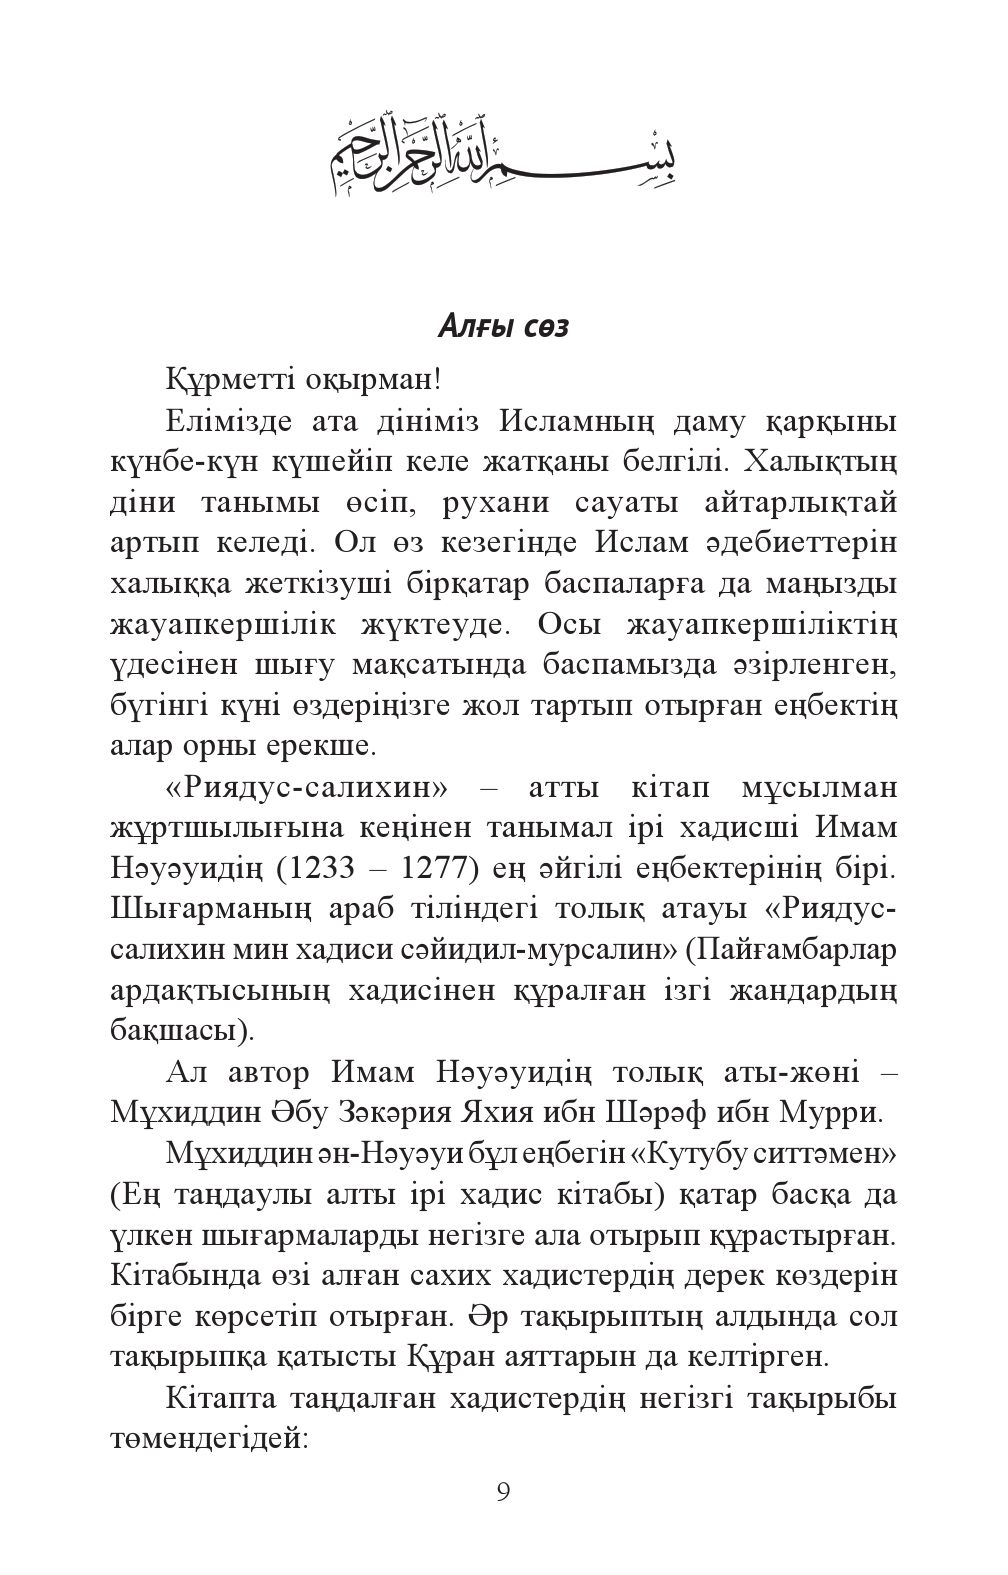 بِسْمِ اللَّهِ الرَّحْمَٰنِ الرَّحِيمِ
Алғы сөз
Құрметті оқырман!
Елімізде ата дініміз Исламның даму қарқыны
күнбе-күн күшейіп келе жатқаны белгілі. Халықтың
діни танымы өсіп, рухани сауаты айтарлықтай
артып келеді. Ол өз кезегінде Ислам әдебиеттерін
халыққа жеткізуші бірқатар баспаларға да маңызды
жауапкершілік жүктеуде. Осы жауапкершіліктің
үдесінен шығу мақсатында баспамызда әзірленген,
бүгінгі күні өздеріңізге жол тартып отырған еңбектің
алар орны ерекше.
«Риядус-салихин» – атты кітап мұсылман
жұртшылығына кеңінен танымал ірі хадисші Имам
Нәуәуидің (1233 – 1277) ең әйгілі еңбектерінің бірі.
Шығарманың араб тіліндегі толық атауы «Риядус-
салихин мин хадиси сәйидил-мурсалин» (Пайғамбарлар
ардақтысының хадисінен құралған ізгі жандардың
бақшасы).
Ал автор Имам Нәуәуидің толық аты-жөні –
Мұхиддин Әбу Зәкәрия Яхия ибн Шәрәф ибн Мурри.
Мұхиддин ән-Нәуәуи бұл еңбегін «Кутубу ситтәмен»
(Ең таңдаулы алты ірі хадис кітабы) қатар басқа да
үлкен шығармаларды негізге ала отырып құрастырған.
Кітабында өзі алған сахих хадистердің дерек көздерін
бірге көрсетіп отырған. Әр тақырыптың алдында сол
тақырыпқа қатысты Құран аяттарын да келтірген.
Кітапта таңдалған хадистердің негізгі тақырыбы
төмендегідей:
9